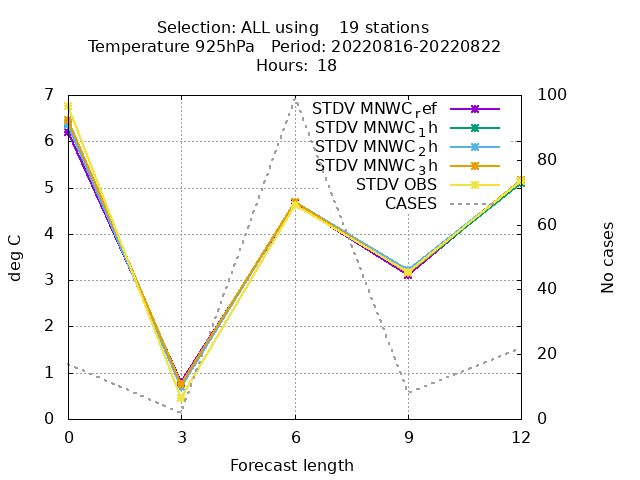 Selection: ALL using    19 stations
Temperature 925hPa   Period: 20220816-20220822
Hours:  18
STDV MNWC_ref
STDV MNWC_1h
STDV MNWC_2h
STDV MNWC_3h
STDV OBS
CASES
deg C
7
6
5
4
3
2
1
0
No cases
100
80
60
40
20
0
0 3 6 9 12
Forecast length